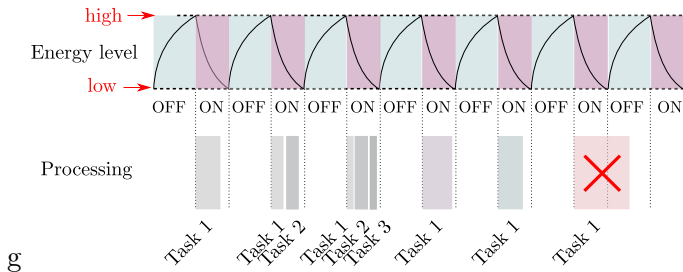 high
Energy level
low
OFF ON OFF ON OFF ON OFF ON OFF ON OFF ON OFF ON
Processing
Task 1 Task 1 Task 2 Task 1 Task 2 Task 3 Task 1 Task 1 Task 1
g